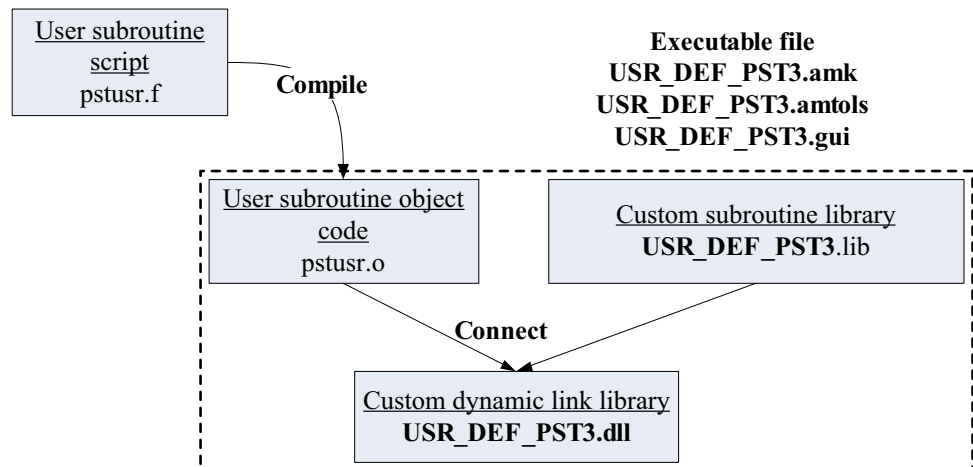 User subroutine
script
pstusr.f
Compile
Executable file
USR_DEF_PST3.amk
USR_DEF_PST3.amtols
USR_DEF_PST3.gui
User subroutine object
code
pstusr.o
Custom subroutine library
USR_DEF_PST3.lib
Connect
Custom dynamic link library
USR_DEF_PST3.dll